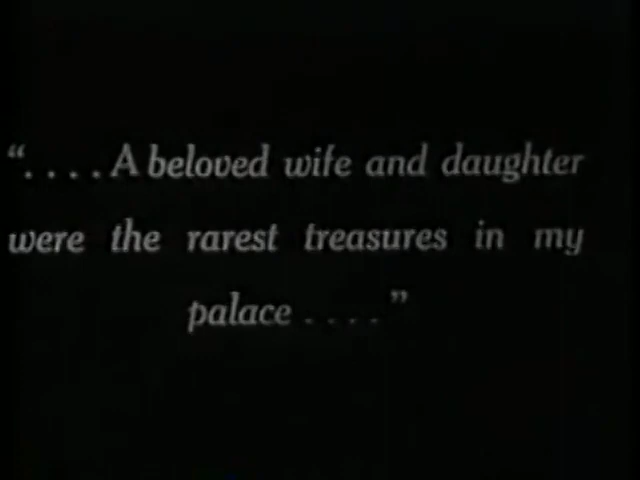 “. . . . A beloved wife and daughter
were the rarest treasures in my
palace . . . . ”